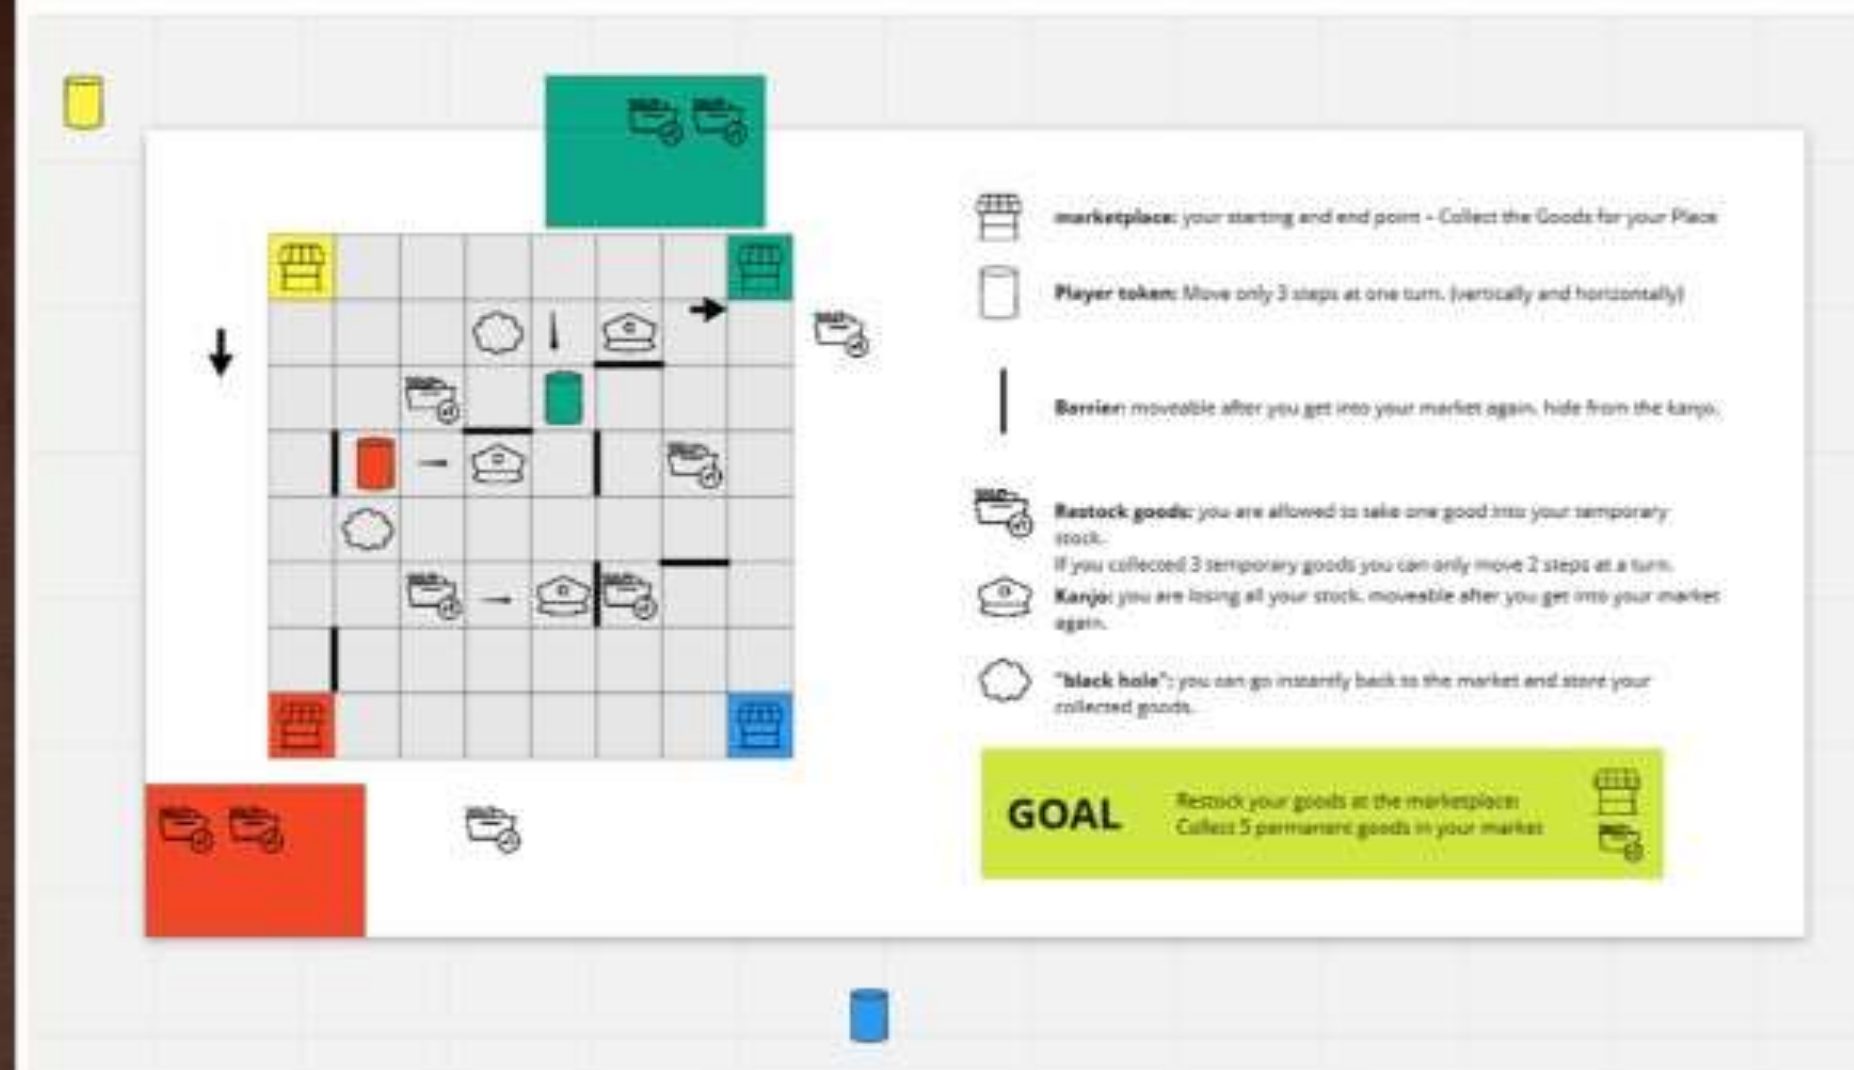 marketplace: your starting and end point - Collect the Goods for your Place
Player token: Move only 3 steps at one turn. (vertically and horizontally)
Barrier: moveable after you get into your market again. hide from the kanjo.
Restock goods: you are allowed to take one good into your temporary
stock.
If you collected 3 temporary goods you can only move 2 steps at a turn.
Kanjo: you are losing all your stock. moveable after you get into your market
again.
"black hole": you can go instantly back to the market and store your
collected goods.
GOAL
Restock your goods at the marketplace:
Collect 5 permanent goods in your market